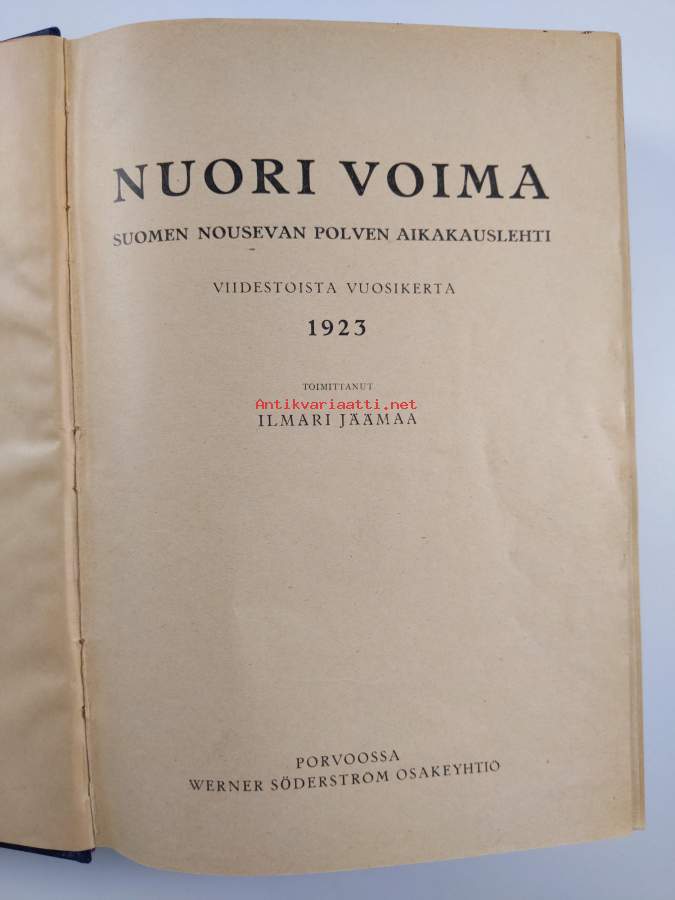 NUORI VOIMA
SUOMEN NOUSEVAN POLVEN AIKAKAUSLEHTI
VIIDESTOISTA VUOSIKERTA
1923
TOIMITTANUT
Antikvariaatti.net
ILMARI JÄÄMAA
PORVOOSSA
WERNER SÖDERSTRÖM OSAKEYHTIÖ